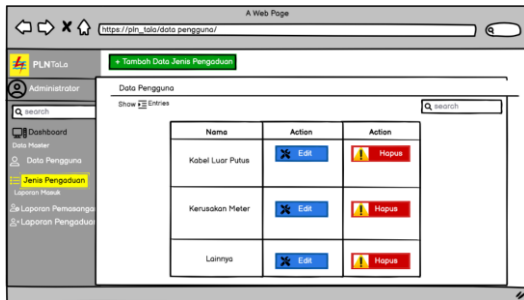 A Web Page
https://pln_tala/data pengguna/
PLNTaLa
+ Tambah Data Jenis Pengaduan
Administrator
Data Pengguna
Show Entries
search
search
Dashboard
Data Master
Data Pengguna
Jenis Pengaduan
Laporan Masuk
Laporan Pemasanga
Laporan Pengadua
Nama Action Action
Kabel Luar Putus Edit Hapus
Kerusakan Meter Edit Hapus
Lainnya Edit Hapus